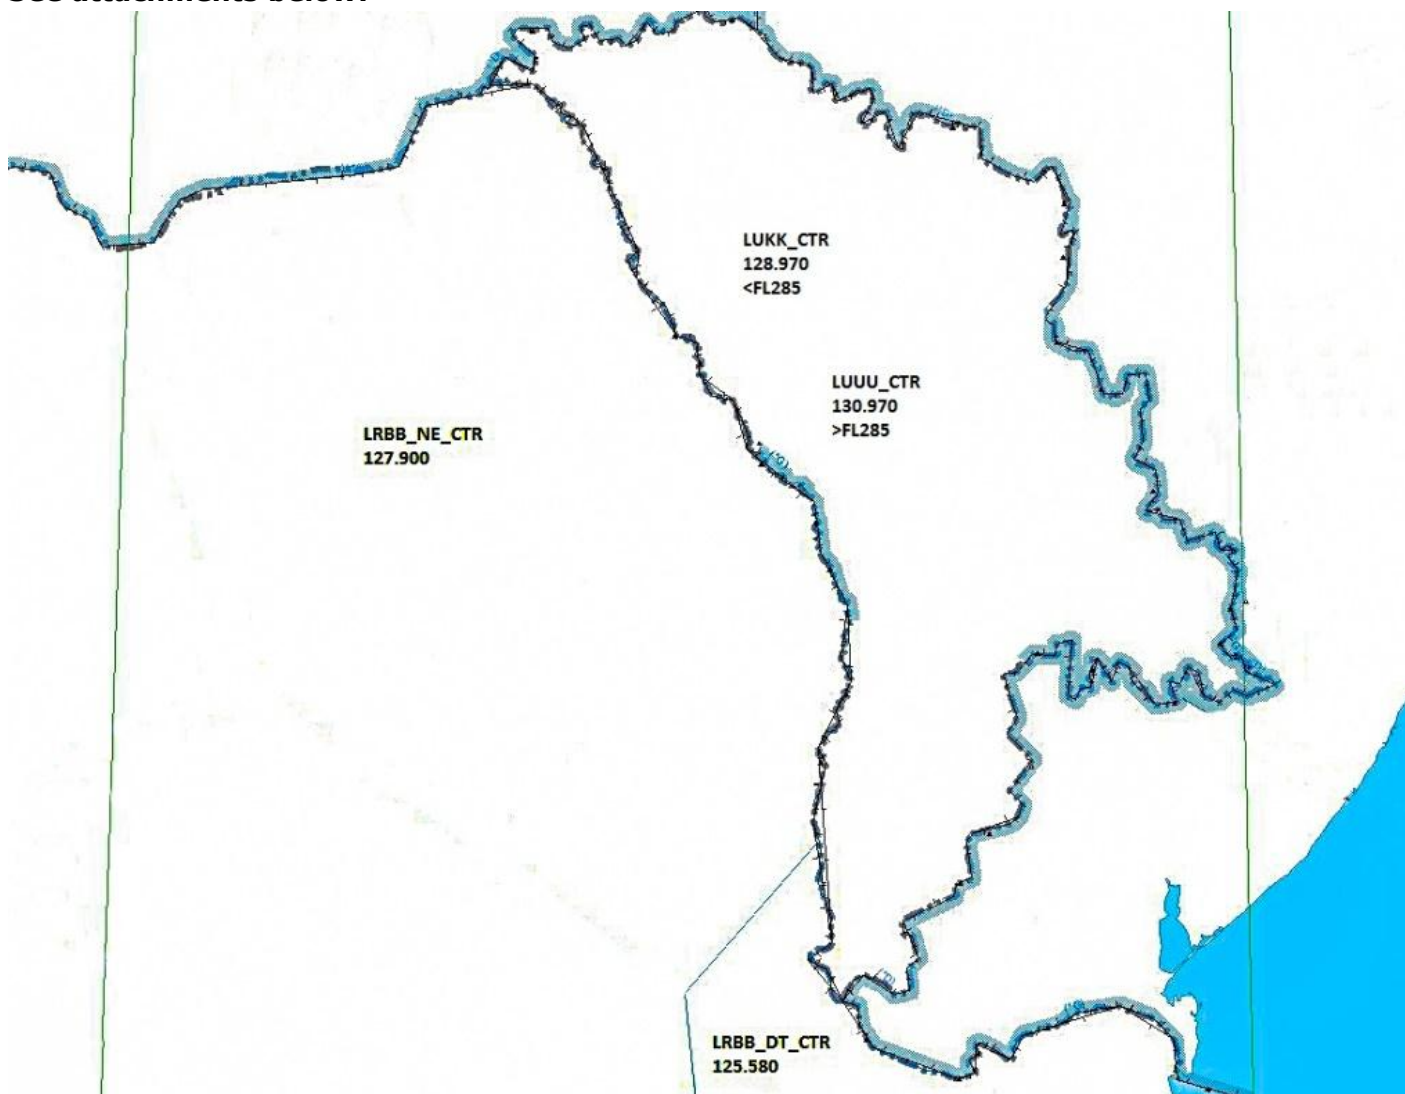 See attachments below:
LUKK_CTR
128.970
<FL285
LUUU_CTR
130.970
>FL285
LRBB_NE_CTR
127.900
LRBB_DT_CTR
125.580